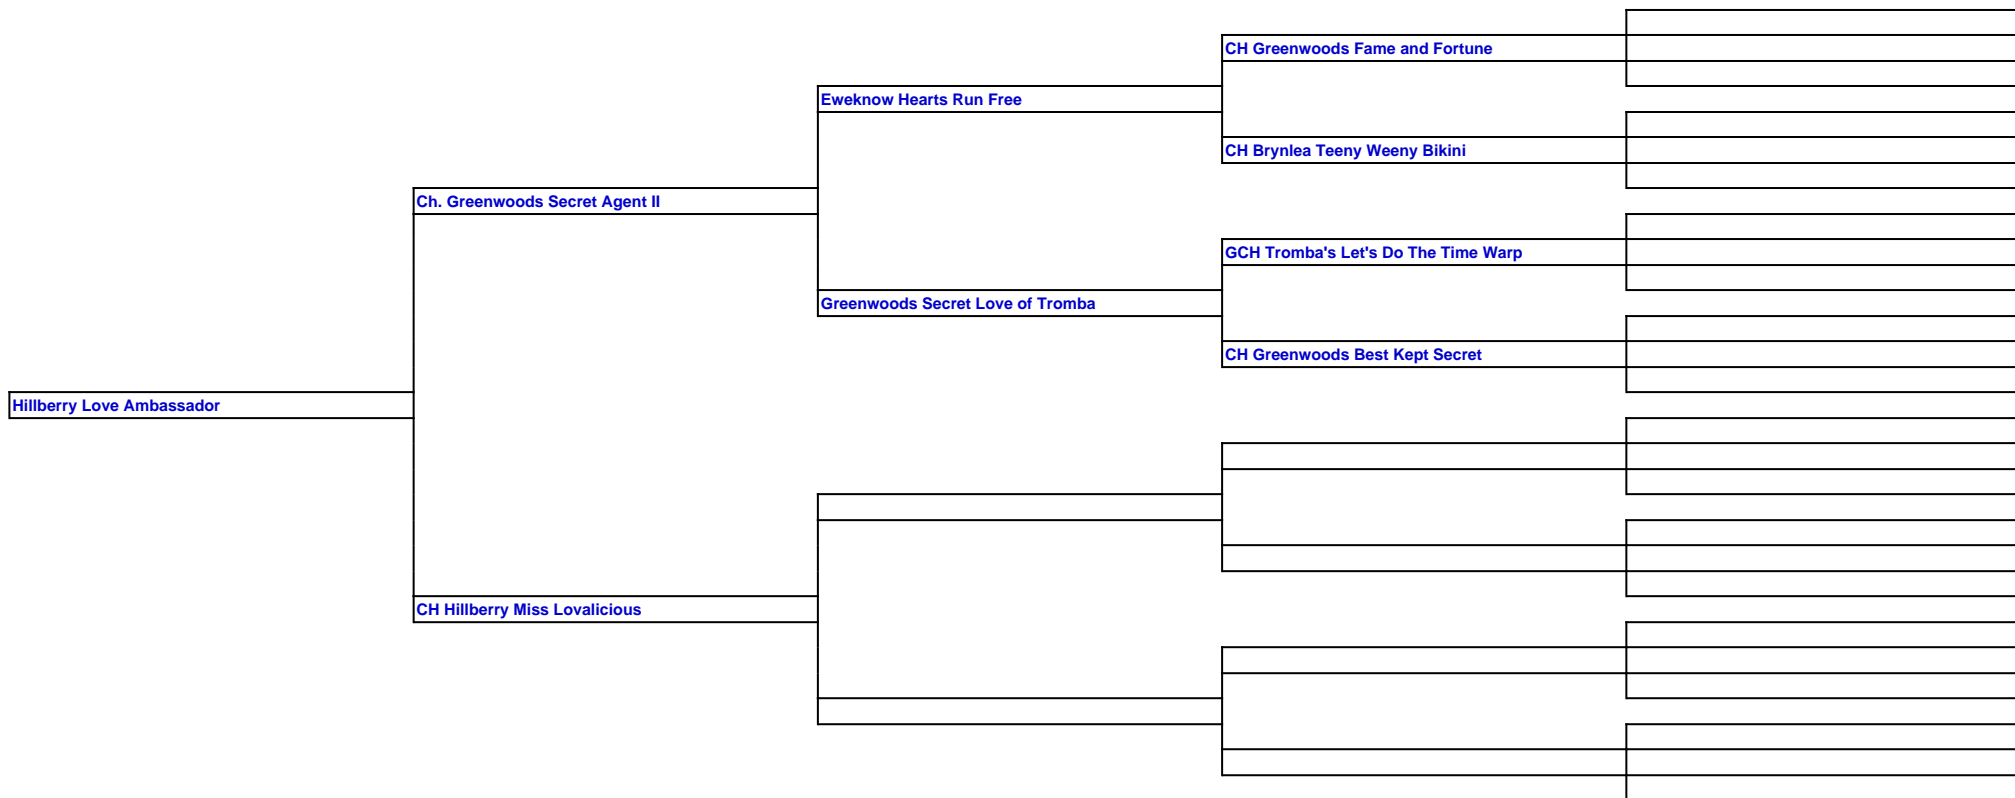 CH Greenwoods Fame and Fortune
Eweknow Hearts Run Free
CH Brynlea Teeny Weeny Bikini
Ch. Greenwoods Secret Agent II
GCH Tromba's Let's Do The Time Warp
Greenwoods Secret Love of Tromba
CH Greenwoods Best Kept Secret
Hillberry Love Ambassador
CH Hillberry Miss Lovalicious